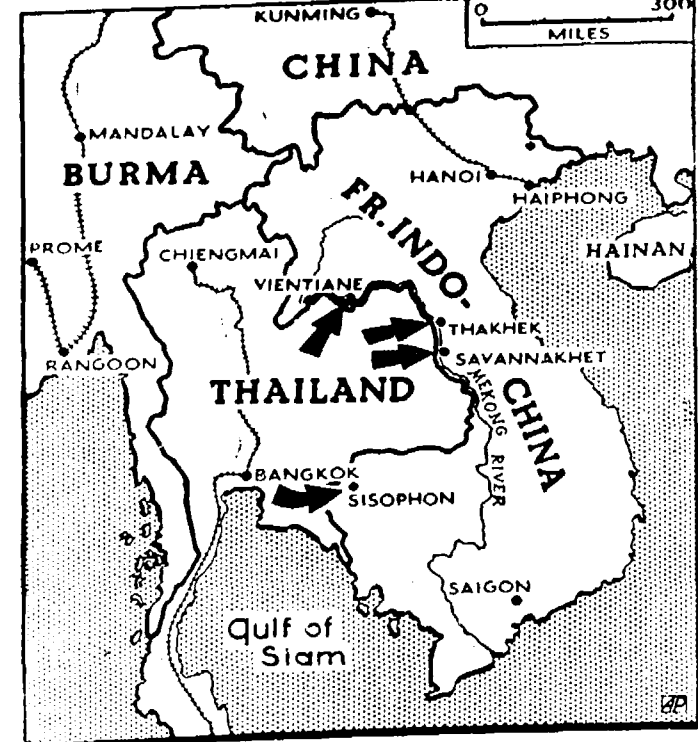 0 300
MILES
KUNMING
CHINA
MANDALAY
BURMA
HANOI
HAIPHONG
FR. INDO-
CHINA
PROME
CHIENGMAI
HAINAN
VIENTIANE
THAKHEK
RANGOON
SAVANNAKHET
THAILAND
MEKONG RIVER
BANGKOK
SISOPHON
SAIGON
Gulf of
Siam
AP